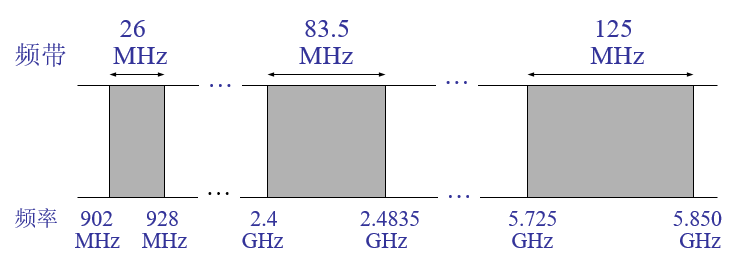 26 83.5 125
频带 MHz MHz MHz
… …
… …
频率 902 928 2.4 2.4835 5.725 5.850
MHz MHz GHz GHz GHz GHz